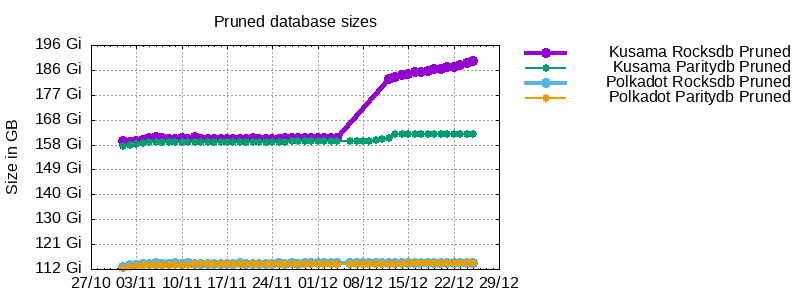 Pruned database sizes
Size in GB
196 Gi
186 Gi
177 Gi
168 Gi
158 Gi
149 Gi
140 Gi
130 Gi
121 Gi
112 Gi
27/10 03/11 10/11 17/11 24/11 01/12 08/12 15/12 22/12 29/12
Kusama Rocksdb Pruned
Kusama Paritydb Pruned
Polkadot Rocksdb Pruned
Polkadot Paritydb Pruned